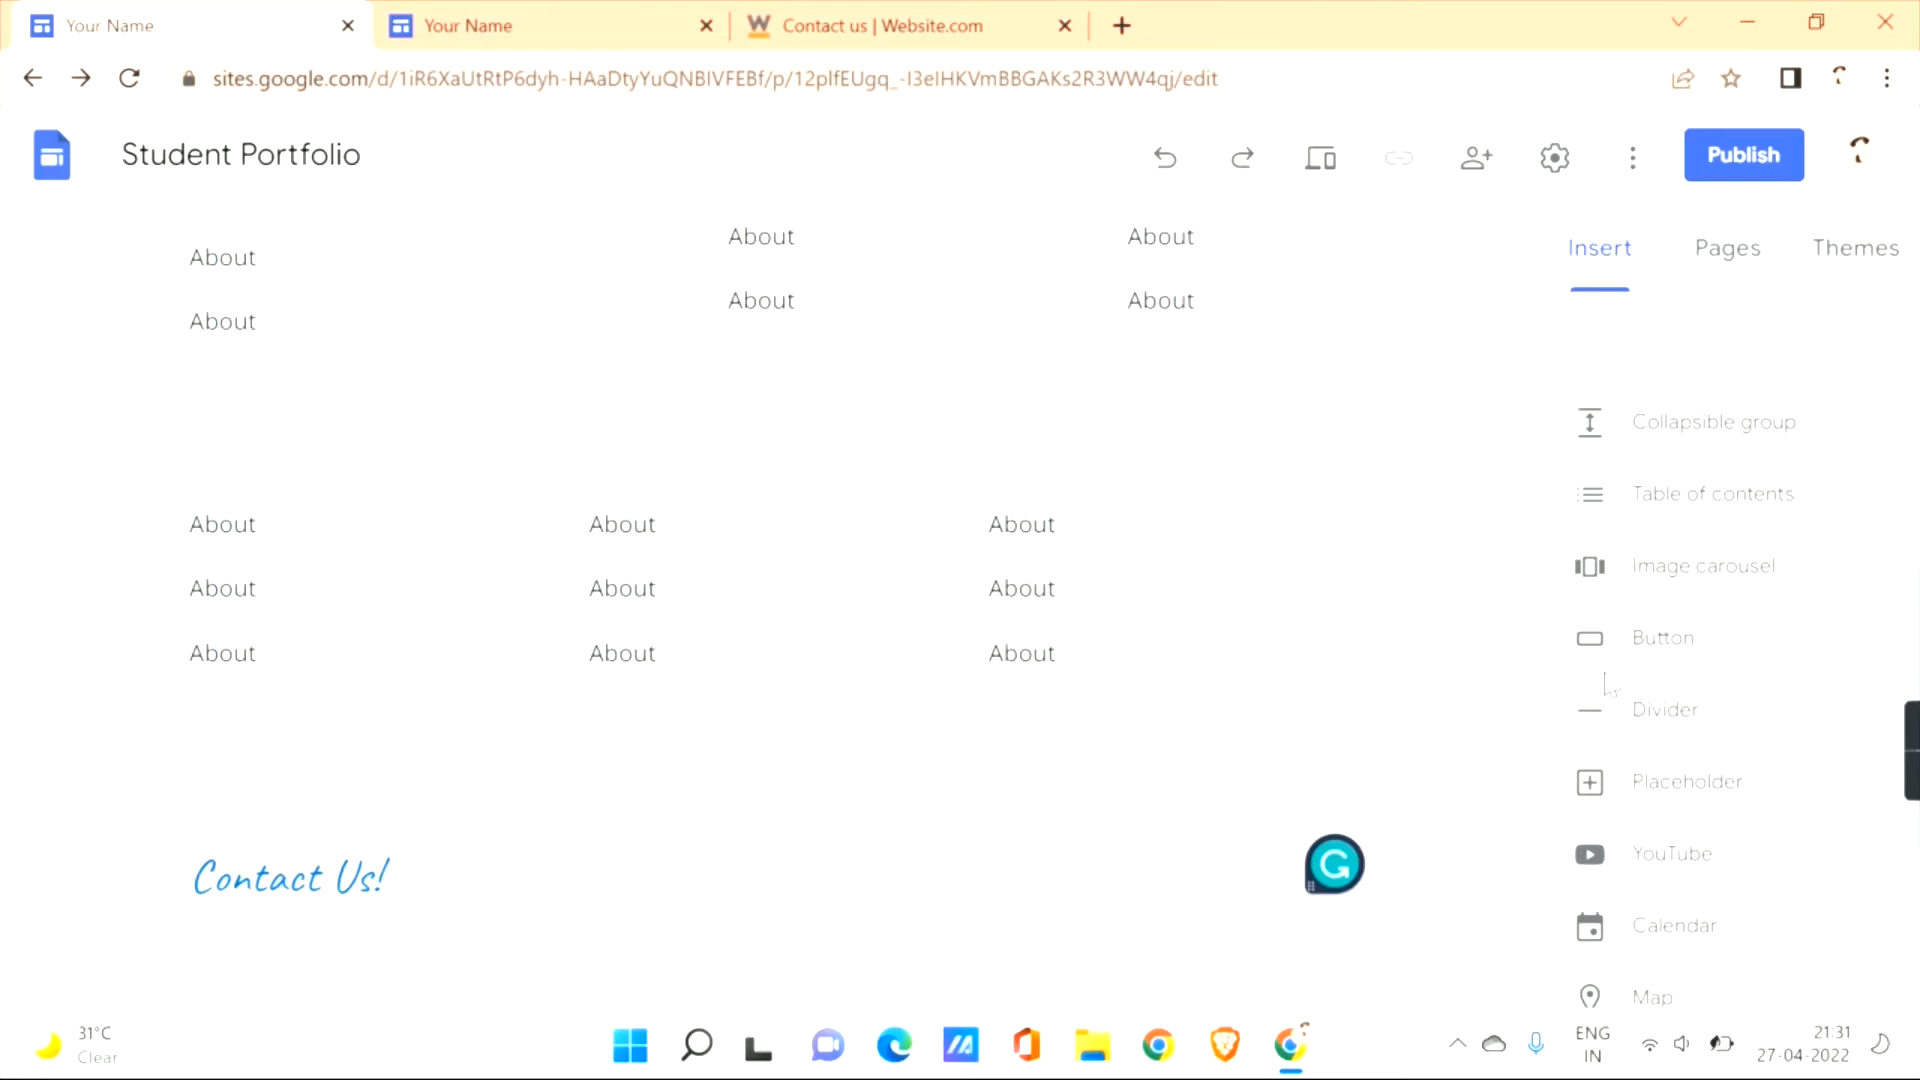 Your Name
Your Name
Contact us | Website.com
sites.google.com/d/1iR6XaUtRtP6dyh-HAaDtyYuQNBIVFEBf/p/12plfEUgq_-I3eIHKVmBBGAKs2R3WW4qj/edit
Student Portfolio
Publish
Insert Pages Themes
About About About
About About About
About About About
About About About
About About About
Collapsible group
Table of contents
Image carousel
Button
Divider
Placeholder
YouTube
Calendar
Map
Contact Us!
31°C
Clear
ENG
IN
21:31
27-04-2022